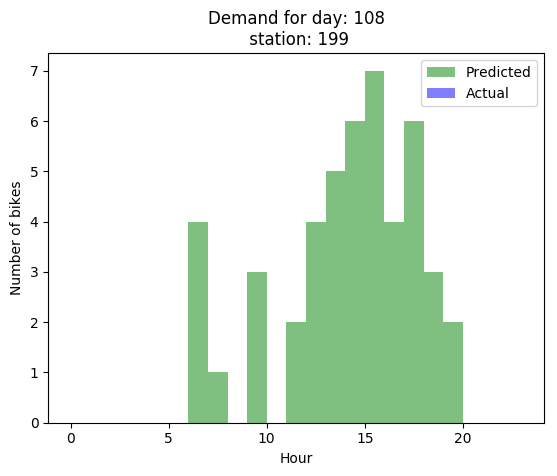 Demand for day: 108
station: 199
Predicted
Actual
Number of bikes
7
6
5
4
3
2
1
0
0 5 10 15 20
Hour